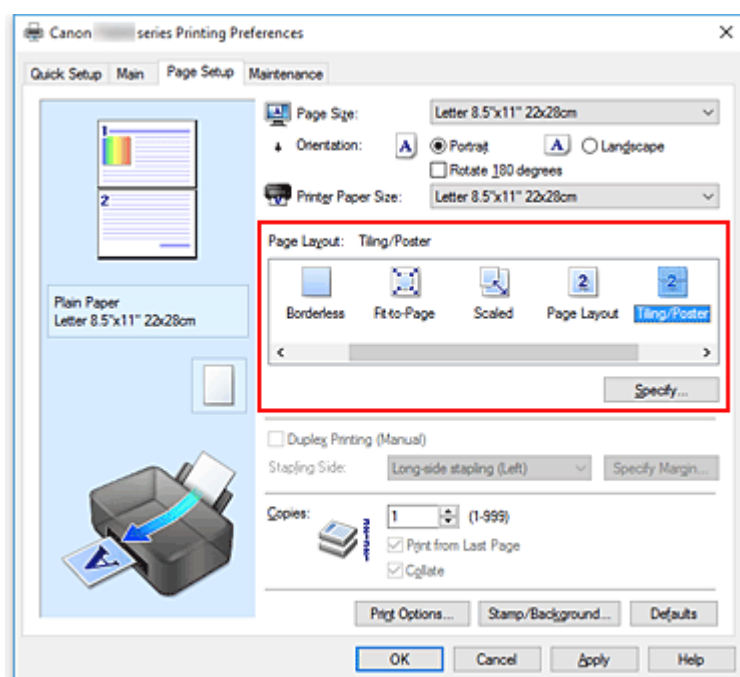 Canon series Printing Preferences
Quick Setup Main Page Setup Maintenance
1
2
Plain Paper
Letter 8.5"x11" 22x28cm
A
Page Size: Letter 8.5"x11" 22x28cm
Orientation: A Portrait A Landscape
Rotate 180 degrees
Printer Paper Size: Letter 8.5"x11" 22x28cm
Page Layout: Tiling/Poster
2 2
Borderless Fit-to-Page Scaled Page Layout Tiling/Poster
Specify...
Duplex Printing (Manual)
Stapling Side: Long-side stapling (Left) Specify Margin...
Copies: 1 (1-999)
Print from Last Page
Collate
Print Options... Stamp/Background... Defaults
OK Cancel Apply Help